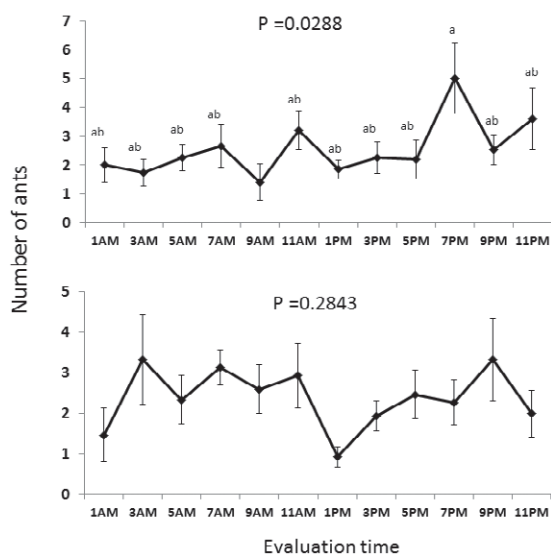 P =0.0288
Number of ants
7
6
5
4
3
2
1
0
ab
ab
ab
ab
ab
ab
ab
ab
a
ab
ab
1AM 3AM 5AM 7AM 9AM 11AM 1PM 3PM 5PM 7PM 9PM 11PM
P =0.2843
5
4
3
2
1
0
1AM 3AM 5AM 7AM 9AM 11AM 1PM 3PM 5PM 7PM 9PM 11PM
Evaluation time